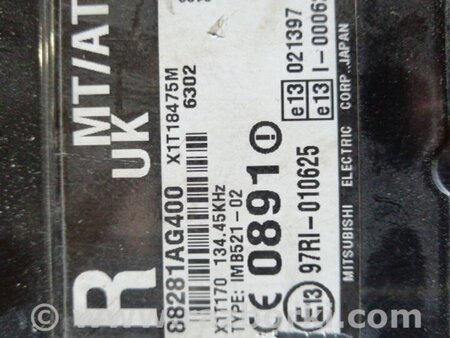 R MT/AT
UK
88281AG400 X1T18475M
X1T170 134.45KHz 6302
TYPE: IMB521-02
CE 0891
E13 97RI-010625 e13 021397
e13
MITSUBISHI ELECTRIC CORP. JAPAN